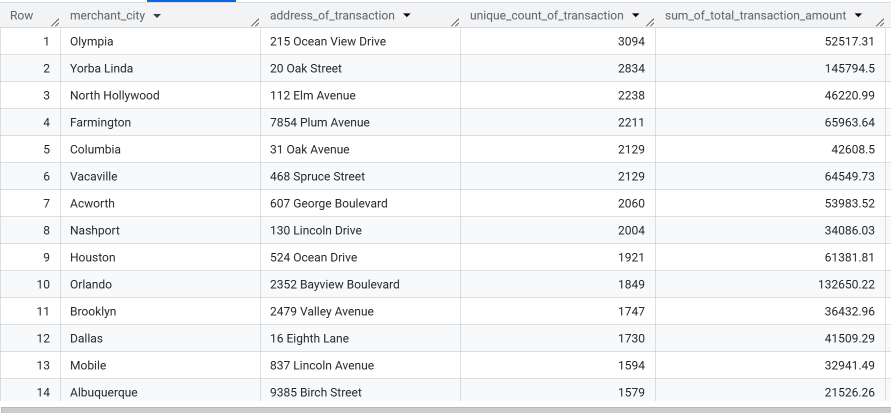 Row merchant_city address_of_transaction unique_count_of_transaction sum_of_total_transaction_amount
1 Olympia 215 Ocean View Drive 3094 52517.31
2 Yorba Linda 20 Oak Street 2834 145794.5
3 North Hollywood 112 Elm Avenue 2238 46220.99
4 Farmington 7854 Plum Avenue 2211 65963.64
5 Columbia 31 Oak Avenue 2129 42608.5
6 Vacaville 468 Spruce Street 2129 64549.73
7 Acworth 607 George Boulevard 2060 53983.52
8 Nashport 130 Lincoln Drive 2004 34086.03
9 Houston 524 Ocean Drive 1921 61381.81
10 Orlando 2352 Bayview Boulevard 1849 132650.22
11 Brooklyn 2479 Valley Avenue 1747 36432.96
12 Dallas 16 Eighth Lane 1730 41509.29
13 Mobile 837 Lincoln Avenue 1594 32941.49
14 Albuquerque 9385 Birch Street 1579 21526.26